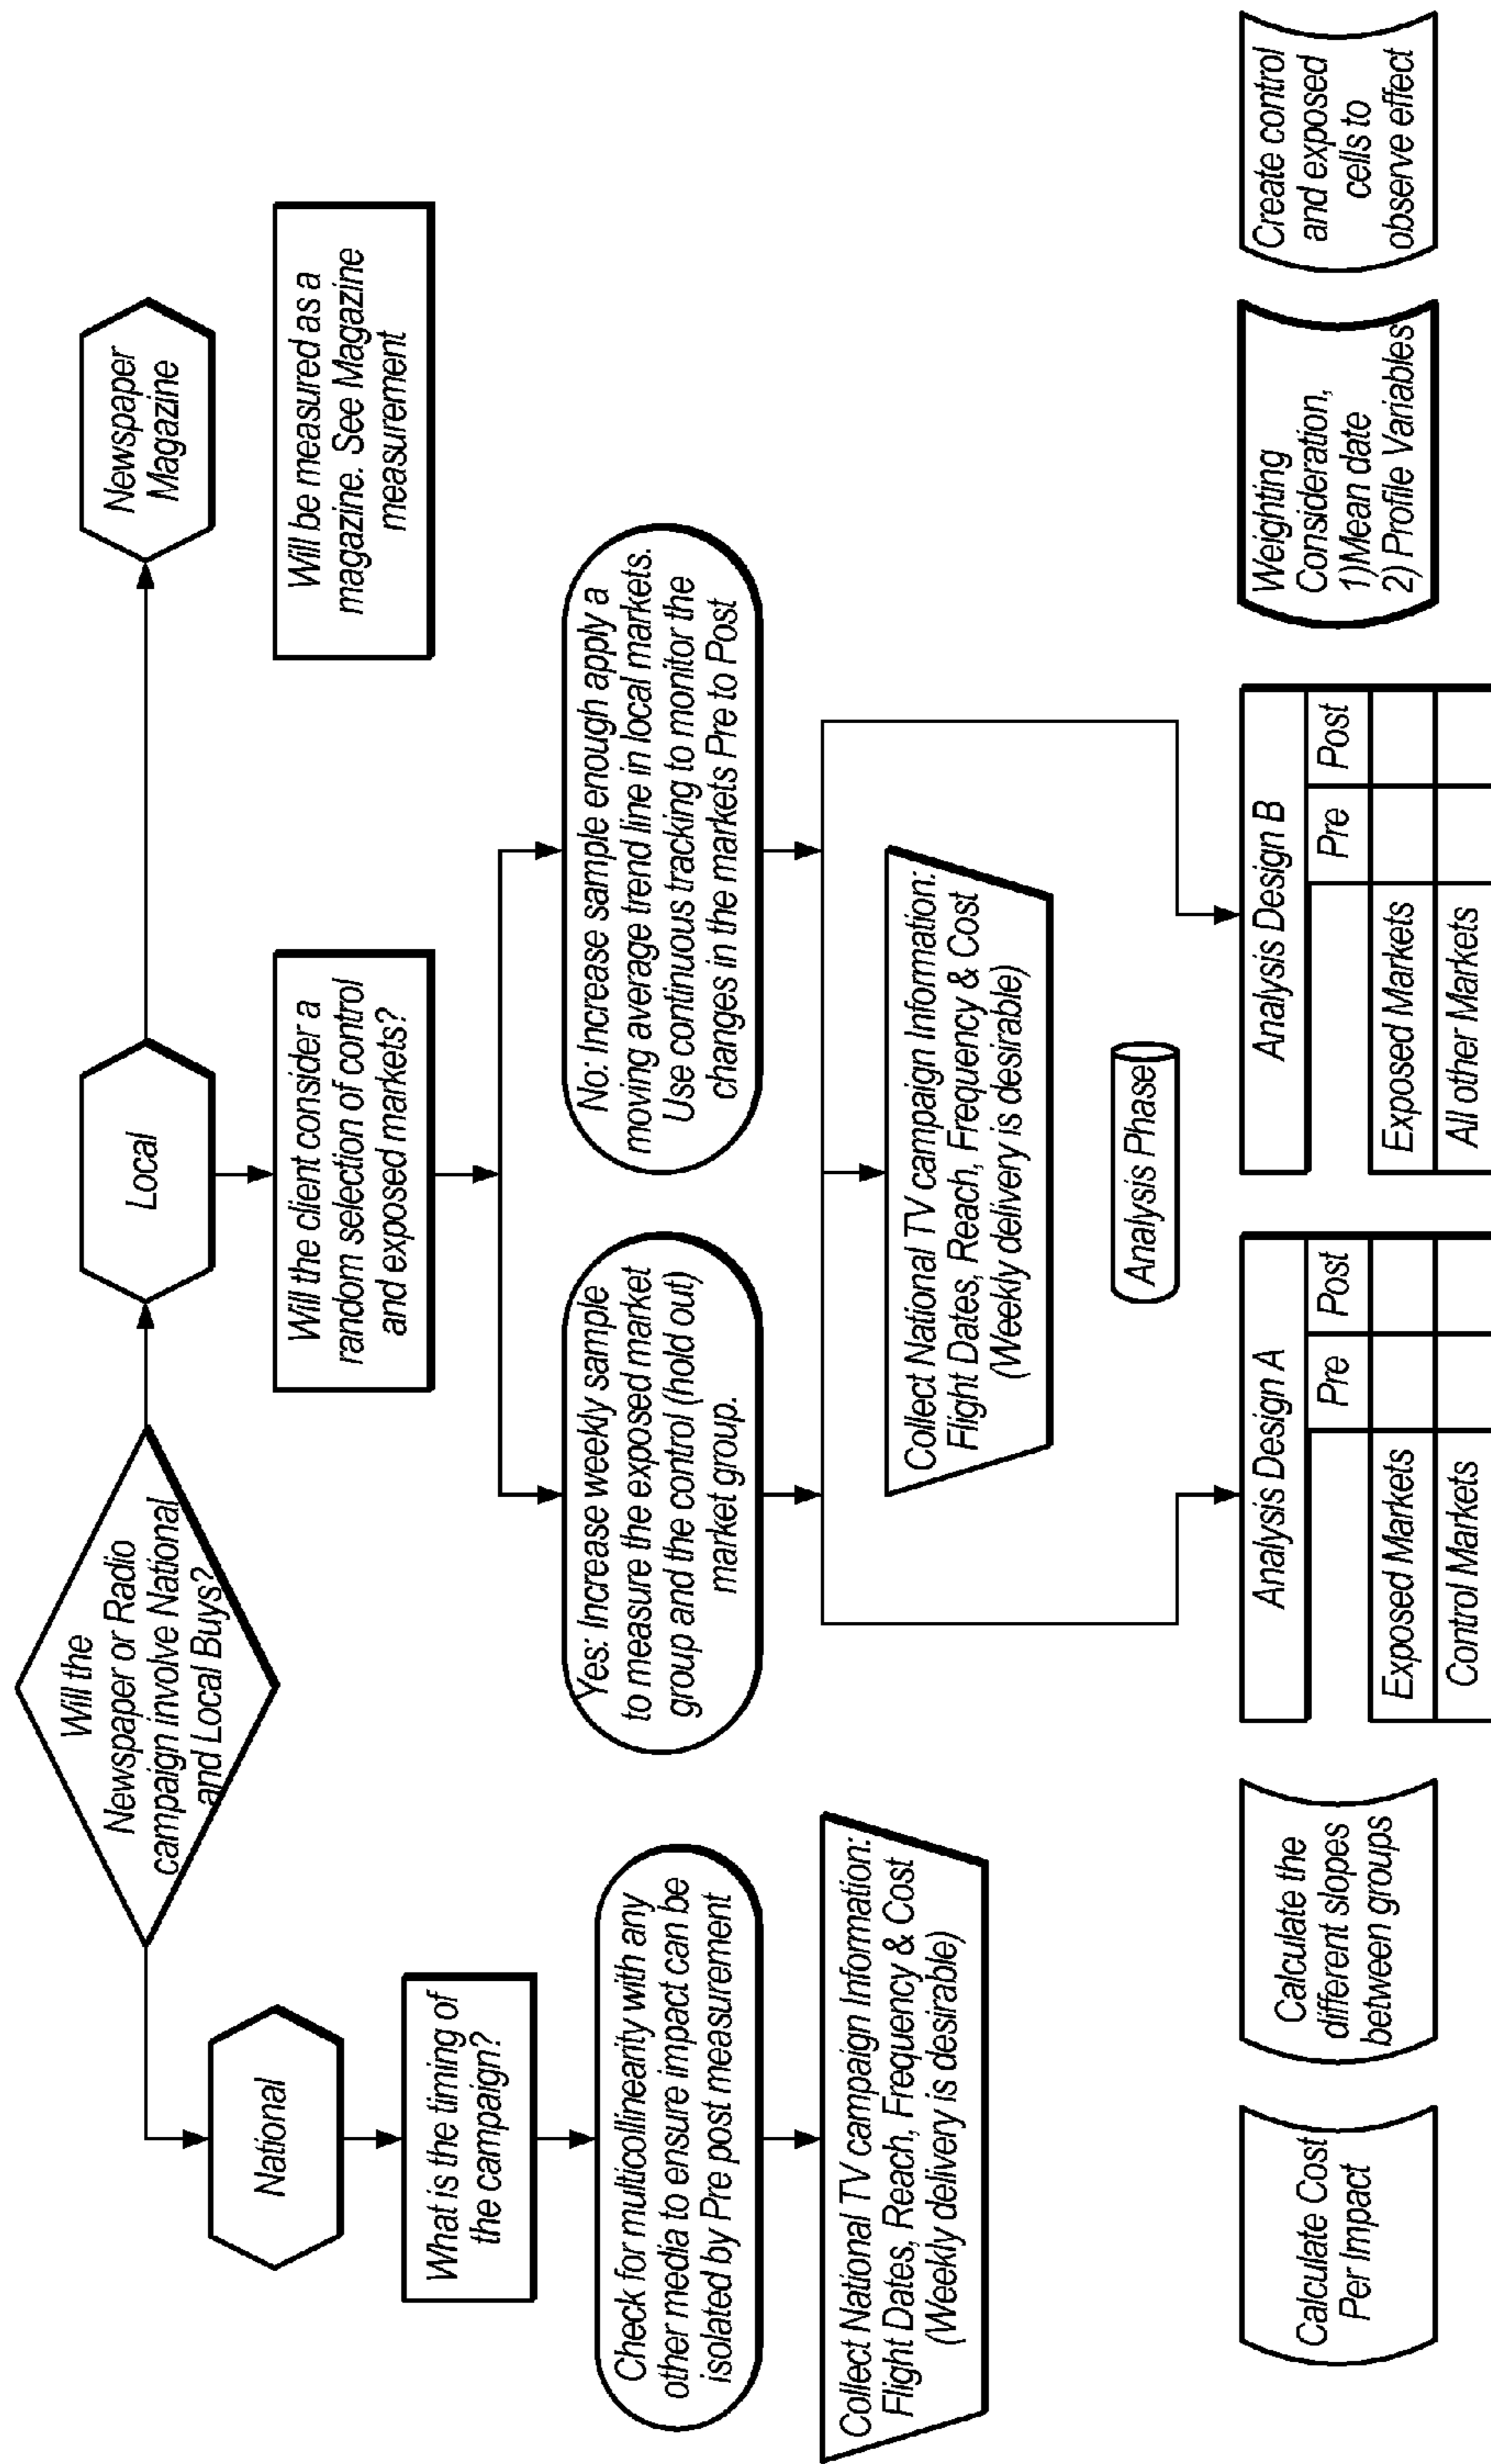 Will the
Newspaper or Radio
campaign involve National
and Local Buys?
Local
Newspaper
Magazine
National
Will the client consider a
random selection of control
and exposed markets?
Will be measured as a
magazine. See Magazine
measurement
What is the timing of
the campaign?
Check for multicollinearity with any
other media to ensure impact can be
isolated by Pre post measurement
Yes: Increase weekly sample
to measure the exposed market
group and the control (hold out)
market group.
No: Increase sample enough apply a
moving average trend line in local markets.
Use continuous tracking to monitor the
changes in the markets Pre to Post
Collect National TV campaign Information:
Flight Dates, Reach, Frequency & Cost
(Weekly delivery is desirable)
Collect National TV campaign Information:
Flight Dates, Reach, Frequency & Cost
(Weekly delivery is desirable)
Analysis Phase
Calculate Cost
Per Impact
Calculate the
different slopes
between groups
Analysis Design A
Pre Post
Exposed Markets
Control Markets
Analysis Design B
Pre Post
Exposed Markets
All other Markets
Weighting
Consideration,
1)Mean date
2) Profile Variables
Create control
and exposed
cells to
observe effect